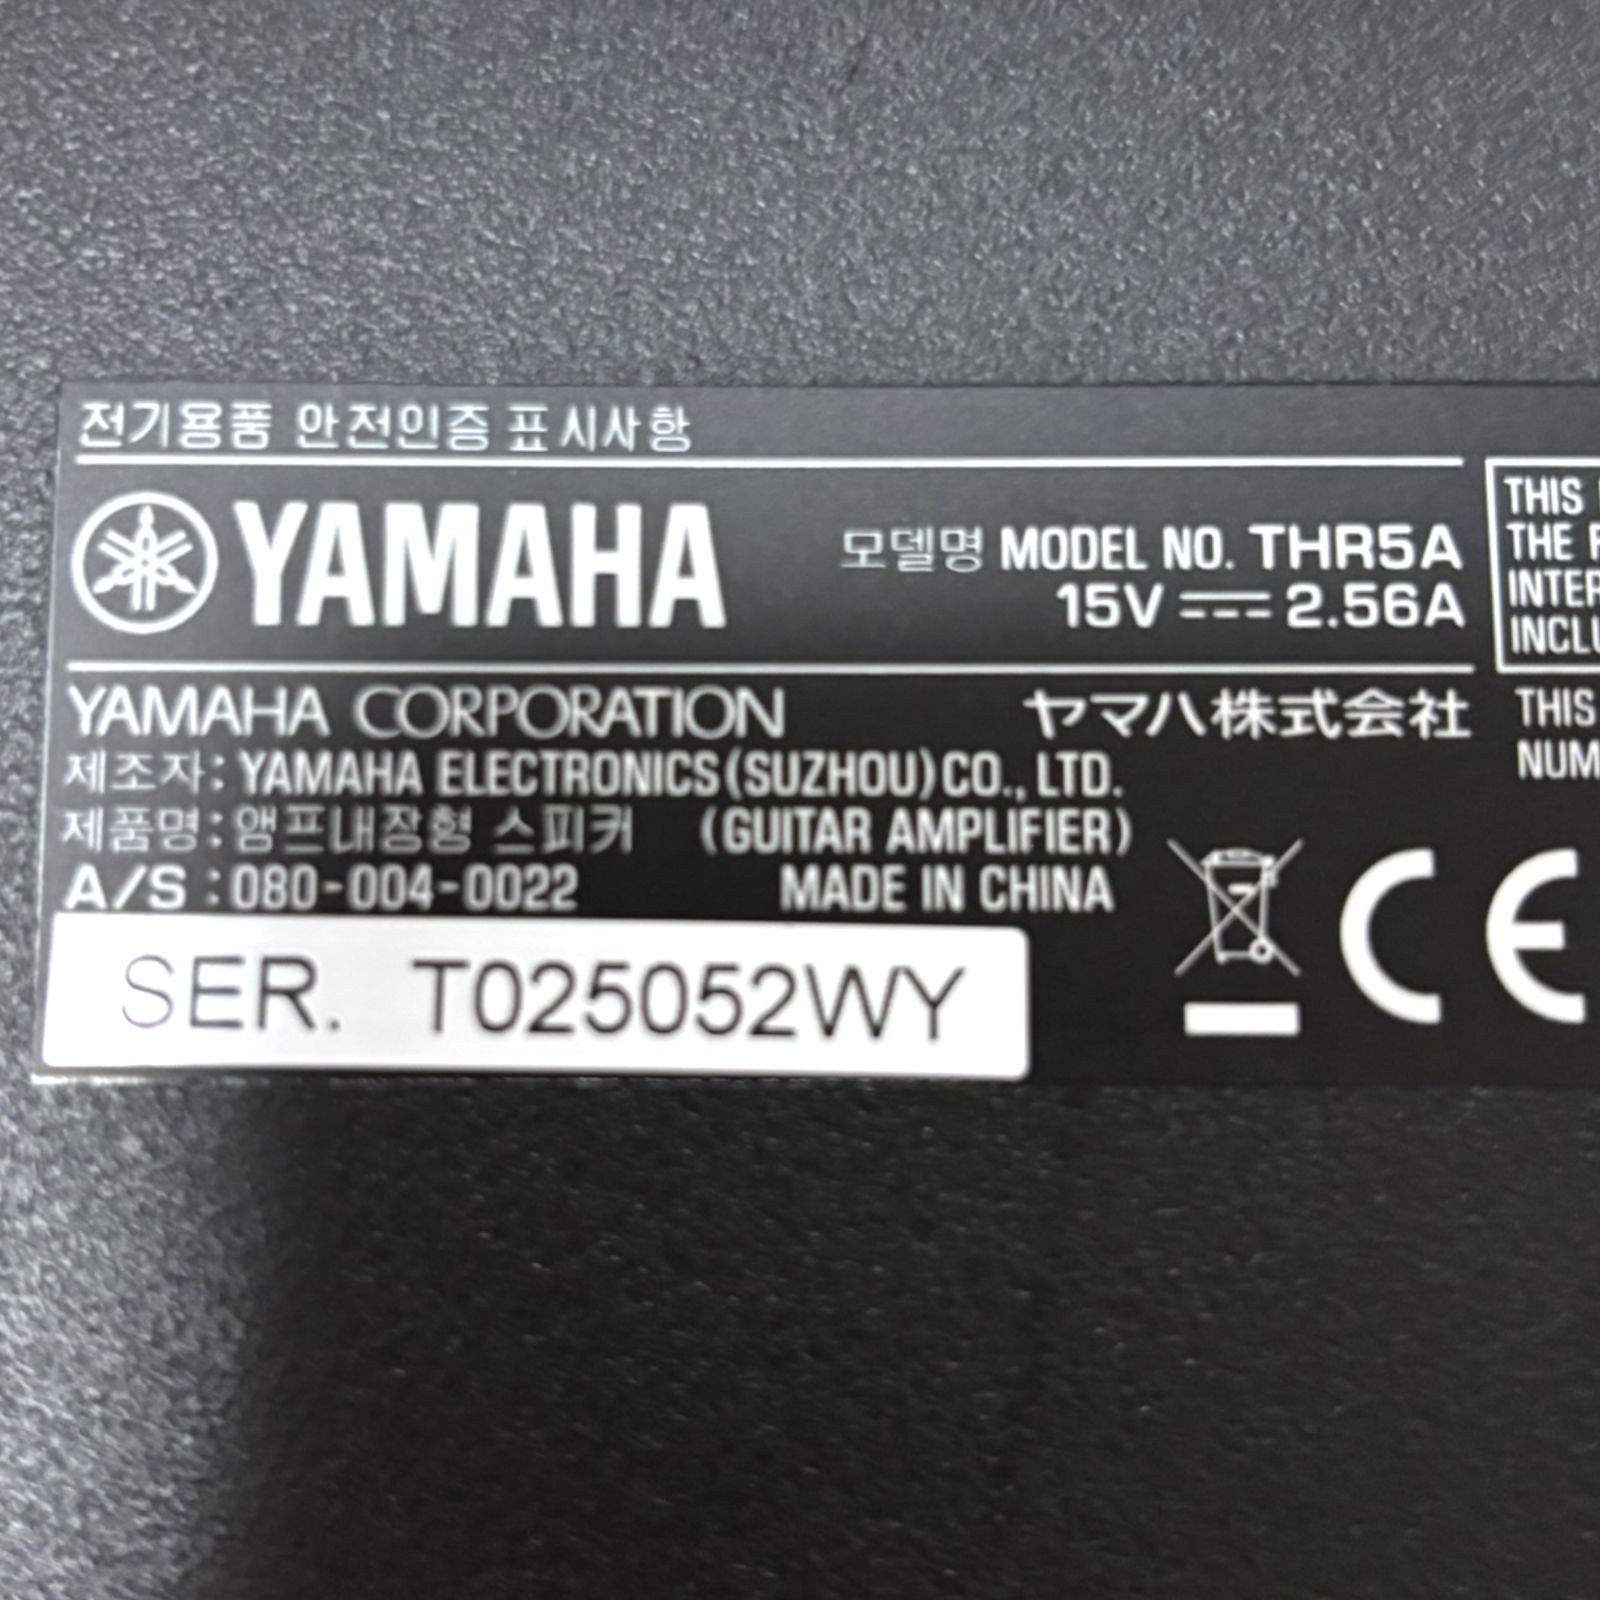 전기용품 안전인증 표시사항
YAMAHA
모델명 MODEL NO. THR5A
15V ⎓ 2.56A
YAMAHA CORPORATION ヤマハ株式会社
제조자: YAMAHA ELECTRONICS(SUZHOU)CO.,LTD.
제품명: 앰프내장형 스피커 (GUITAR AMPLIFIER)
A/S : 080-004-0022 MADE IN CHINA
SER. T025052WY
CE
THIS
THE
THIS